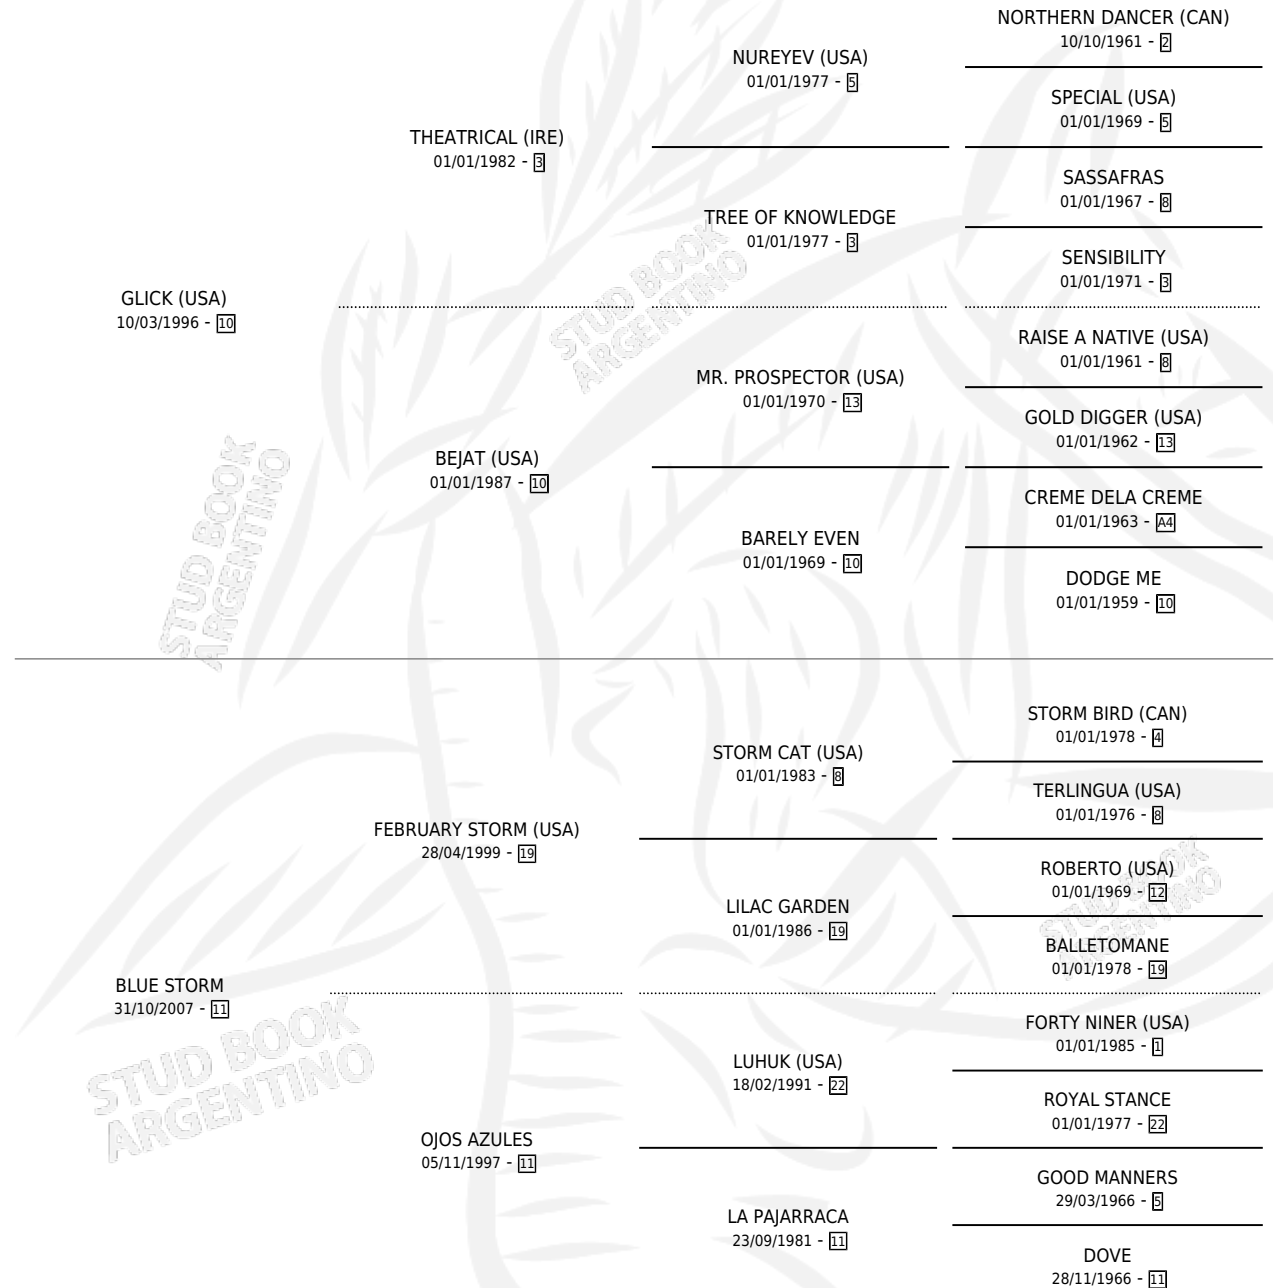 NORTHERN DANCER (CAN)
10/10/1961 - 2
NUREYEV (USA)
01/01/1977 - 5
SPECIAL (USA)
01/01/1969 - 5
THEATRICAL (IRE)
01/01/1982 - 3
SASSAFRAS
01/01/1967 - 8
TREE OF KNOWLEDGE
01/01/1977 - 3
SENSIBILITY
01/01/1971 - 3
GLICK (USA)
10/03/1996 - 10
STUD BOOK
ARGENTINO
RAISE A NATIVE (USA)
01/01/1961 - 8
MR. PROSPECTOR (USA)
01/01/1970 - 13
GOLD DIGGER (USA)
01/01/1962 - 13
BEJAT (USA)
01/01/1987 - 10
CREME DELA CREME
01/01/1963 - A4
BARELY EVEN
01/01/1969 - 10
DODGE ME
01/01/1959 - 10
STUD BOOK
ARGENTINO
STORM BIRD (CAN)
01/01/1978 - 4
STORM CAT (USA)
01/01/1983 - 8
TERLINGUA (USA)
01/01/1976 - 8
FEBRUARY STORM (USA)
28/04/1999 - 19
ROBERTO (USA)
01/01/1969 - 12
LILAC GARDEN
01/01/1986 - 19
STUD BOOK
ARGENTINO
BALLETOMANE
01/01/1978 - 19
BLUE STORM
31/10/2007 - 11
STUD BOOK
ARGENTINO
FORTY NINER (USA)
01/01/1985 - 1
LUHUK (USA)
18/02/1991 - 22
ROYAL STANCE
01/01/1977 - 22
OJOS AZULES
05/11/1997 - 11
GOOD MANNERS
29/03/1966 - 5
LA PAJARRACA
23/09/1981 - 11
DOVE
28/11/1966 - 11